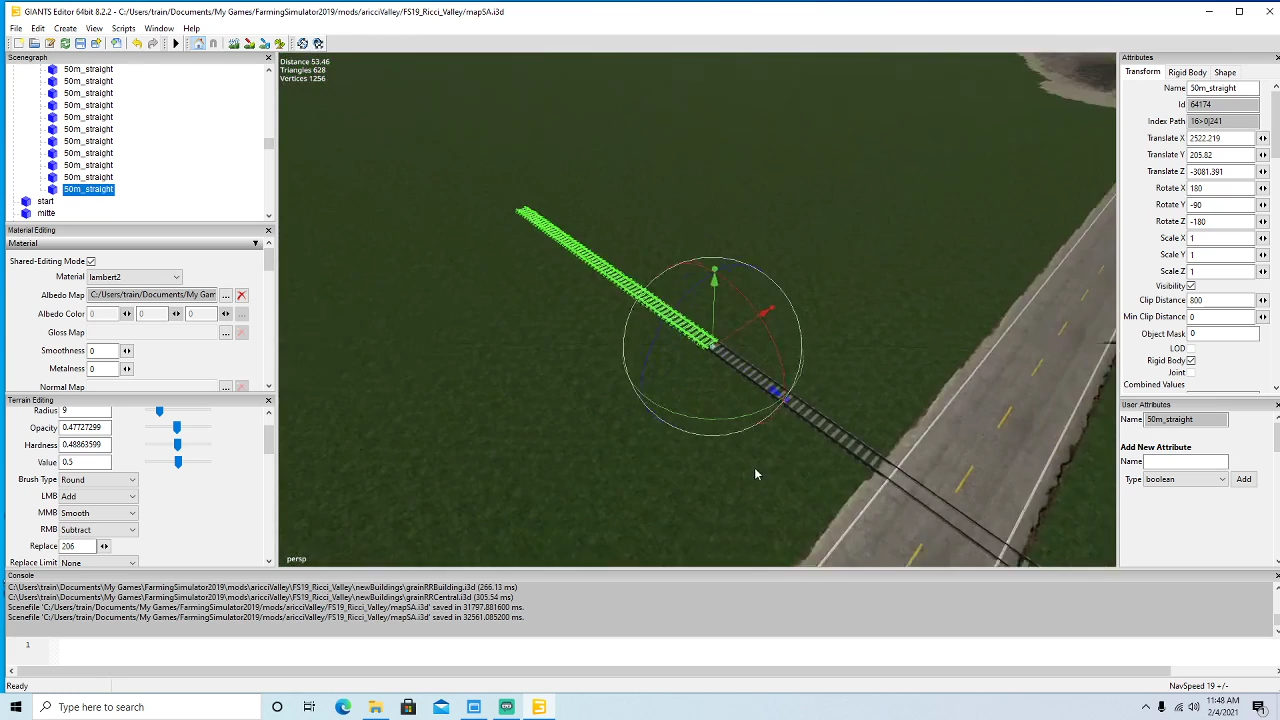 GIANTS Editor 64bit 8.2.2 - C:/Users/train/Documents/My Games/FarmingSimulator2019/mods/aricciValley/FS19_Ricci_Valley/mapSA.i3d
File Edit Create View Scripts Window Help
Scenegraph
50m_straight
50m_straight
50m_straight
50m_straight
50m_straight
50m_straight
50m_straight
50m_straight
50m_straight
50m_straight
50m_straight
start
mitte
Material Editing
Material
Shared-Editing Mode
Material lambert2
Albedo Map C:/Users/train/Documents/My Gam ...
Albedo Color 0 0 0 ...
Gloss Map ...
Smoothness 0
Metalness 0
Normal Map ...
Terrain Editing
Radius 9
Opacity 0.47727299
Hardness 0.48863599
Value 0.5
Brush Type Round
LMB Add
MMB Smooth
RMB Subtract
Replace 206
Replace Limit None
Distance 53.46
Triangles 628
Vertices 1256
persp
Attributes
Transform Rigid Body Shape
Name 50m_straight
Id 64174
Index Path 16>0|241
Translate X 2522.219
Translate Y 205.82
Translate Z -3081.391
Rotate X 180
Rotate Y -90
Rotate Z -180
Scale X 1
Scale Y 1
Scale Z 1
Visibility
Clip Distance 800
Min Clip Distance 0
Object Mask 0
LOD
Rigid Body
Joint
Combined Values
User Attributes
Name 50m_straight
Add New Attribute
Name
Type boolean Add
Console
C:\Users\train\Documents\My Games\FarmingSimulator2019\mods\aricciValley\FS19_Ricci_Valley\newBuildings\grainRRBuilding.i3d (266.13 ms)
C:\Users\train\Documents\My Games\FarmingSimulator2019\mods\aricciValley\FS19_Ricci_Valley\newBuildings\grainRRCentral.i3d (305.54 ms)
Scenefile 'C:/Users/train/Documents/My Games/FarmingSimulator2019/mods/aricciValley/FS19_Ricci_Valley/mapSA.i3d' saved in 31797.881600 ms.
Scenefile 'C:/Users/train/Documents/My Games/FarmingSimulator2019/mods/aricciValley/FS19_Ricci_Valley/mapSA.i3d' saved in 32561.085200 ms.
1
Ready
NavSpeed 19 +/-
Type here to search
11:48 AM
2/4/2021